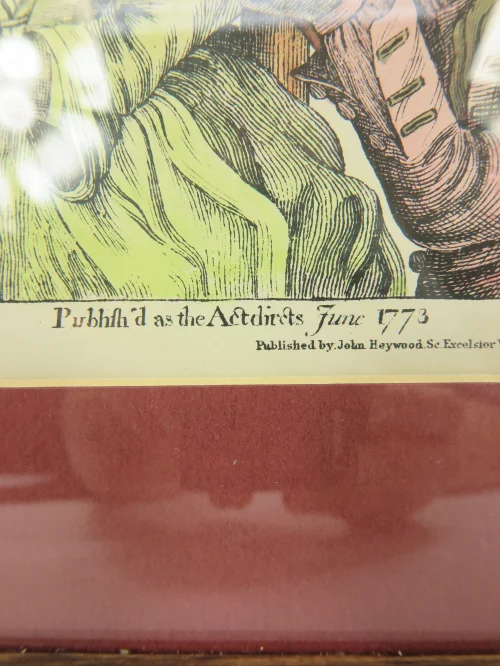 Publish'd as the Act directs June 1773
Published by. John Heywood. Sc Excelsior